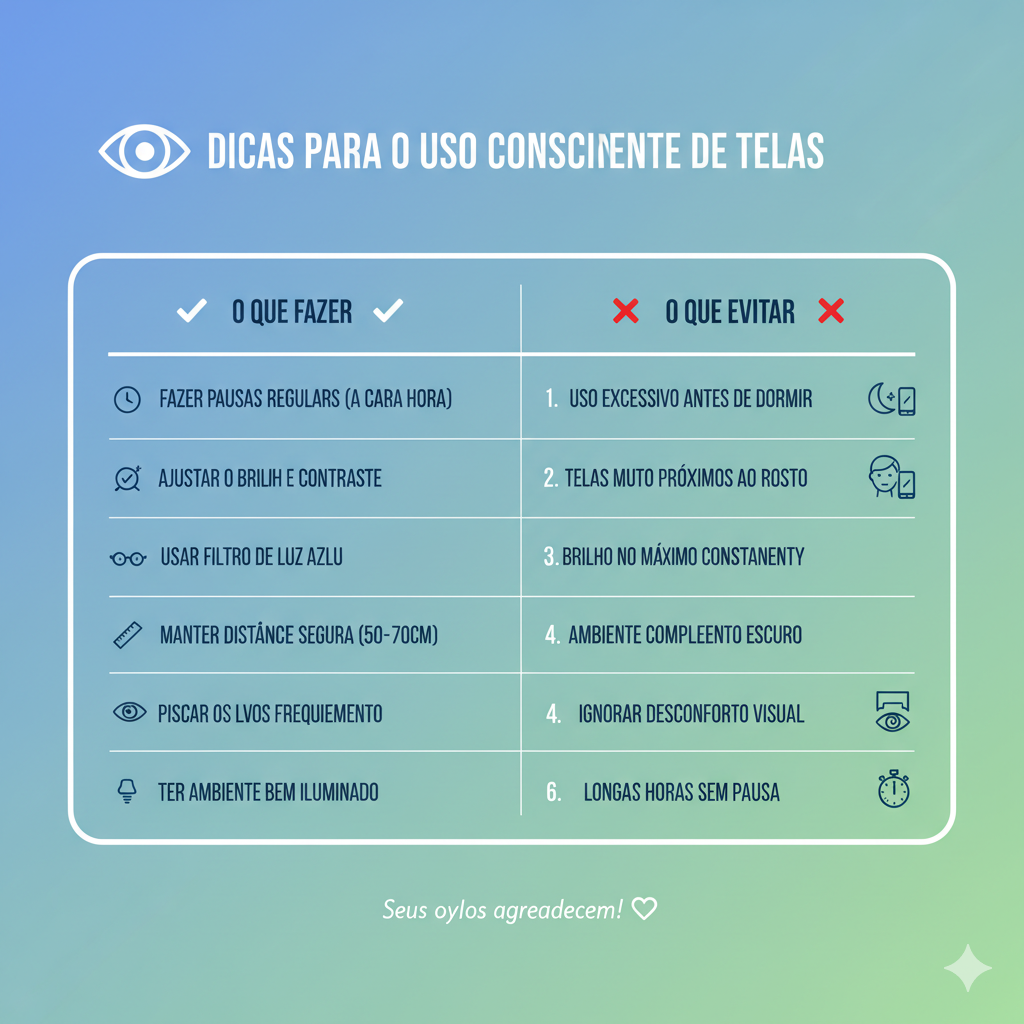 DICAS PARA O USO CONSCINENTE DE TELAS
O QUE FAZER
O QUE EVITAR
FAZER PAUSAS REGULARS (A CARA HORA)
1. USO EXCESSIVO ANTES DE DORMIR
AJUSTAR O BRILIH E CONTRASTE
2. TELAS MUTO PRÓXIMOS AO ROSTO
USAR FILTRO DE LUZ AZLU
3. BRILHO NO MÁXIMO CONSTANENTY
MANTER DISTÂNCE SEGURA (50-70CM)
4. AMBIENTE COMPLEENTO ESCURO
PISCAR OS LVOS FREQUIEMENTO
4. IGNORAR DESCONFORTO VISUAL
TER AMBIENTE BEM ILUMINADO
6. LONGAS HORAS SEM PAUSA
Seus oylos agreadecem!